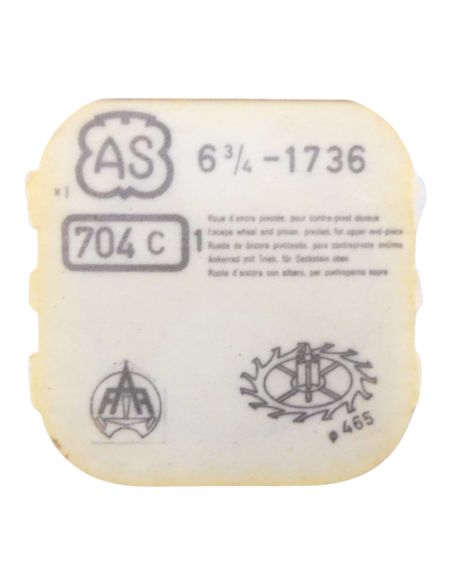 AS 6 3/4 - 1736
x 1
704 C 1
Roue d'ancre pivotée, pour contre-pivot dessus
Escape wheel and pinion, pivoted, for upper end-piece
Rueda de áncora pivoteada, para contrapivote encima
Ankerrad mit Trieb, für Deckstein oben
Ruota d'ancora con albero, per controperno sopra
ø 465